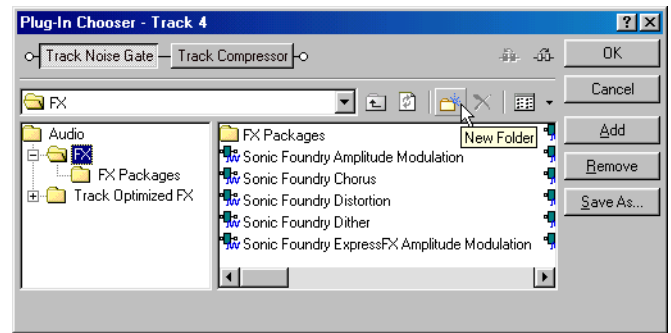 Plug-In Chooser - Track 4
Track Noise Gate
Track Compressor
OK
Cancel
Add
Remove
Save As...
FX
New Folder
Audio
FX
FX Packages
Track Optimized FX
FX Packages
Sonic Foundry Amplitude Modulation
Sonic Foundry Chorus
Sonic Foundry Distortion
Sonic Foundry Dither
Sonic Foundry ExpressFX Amplitude Modulation